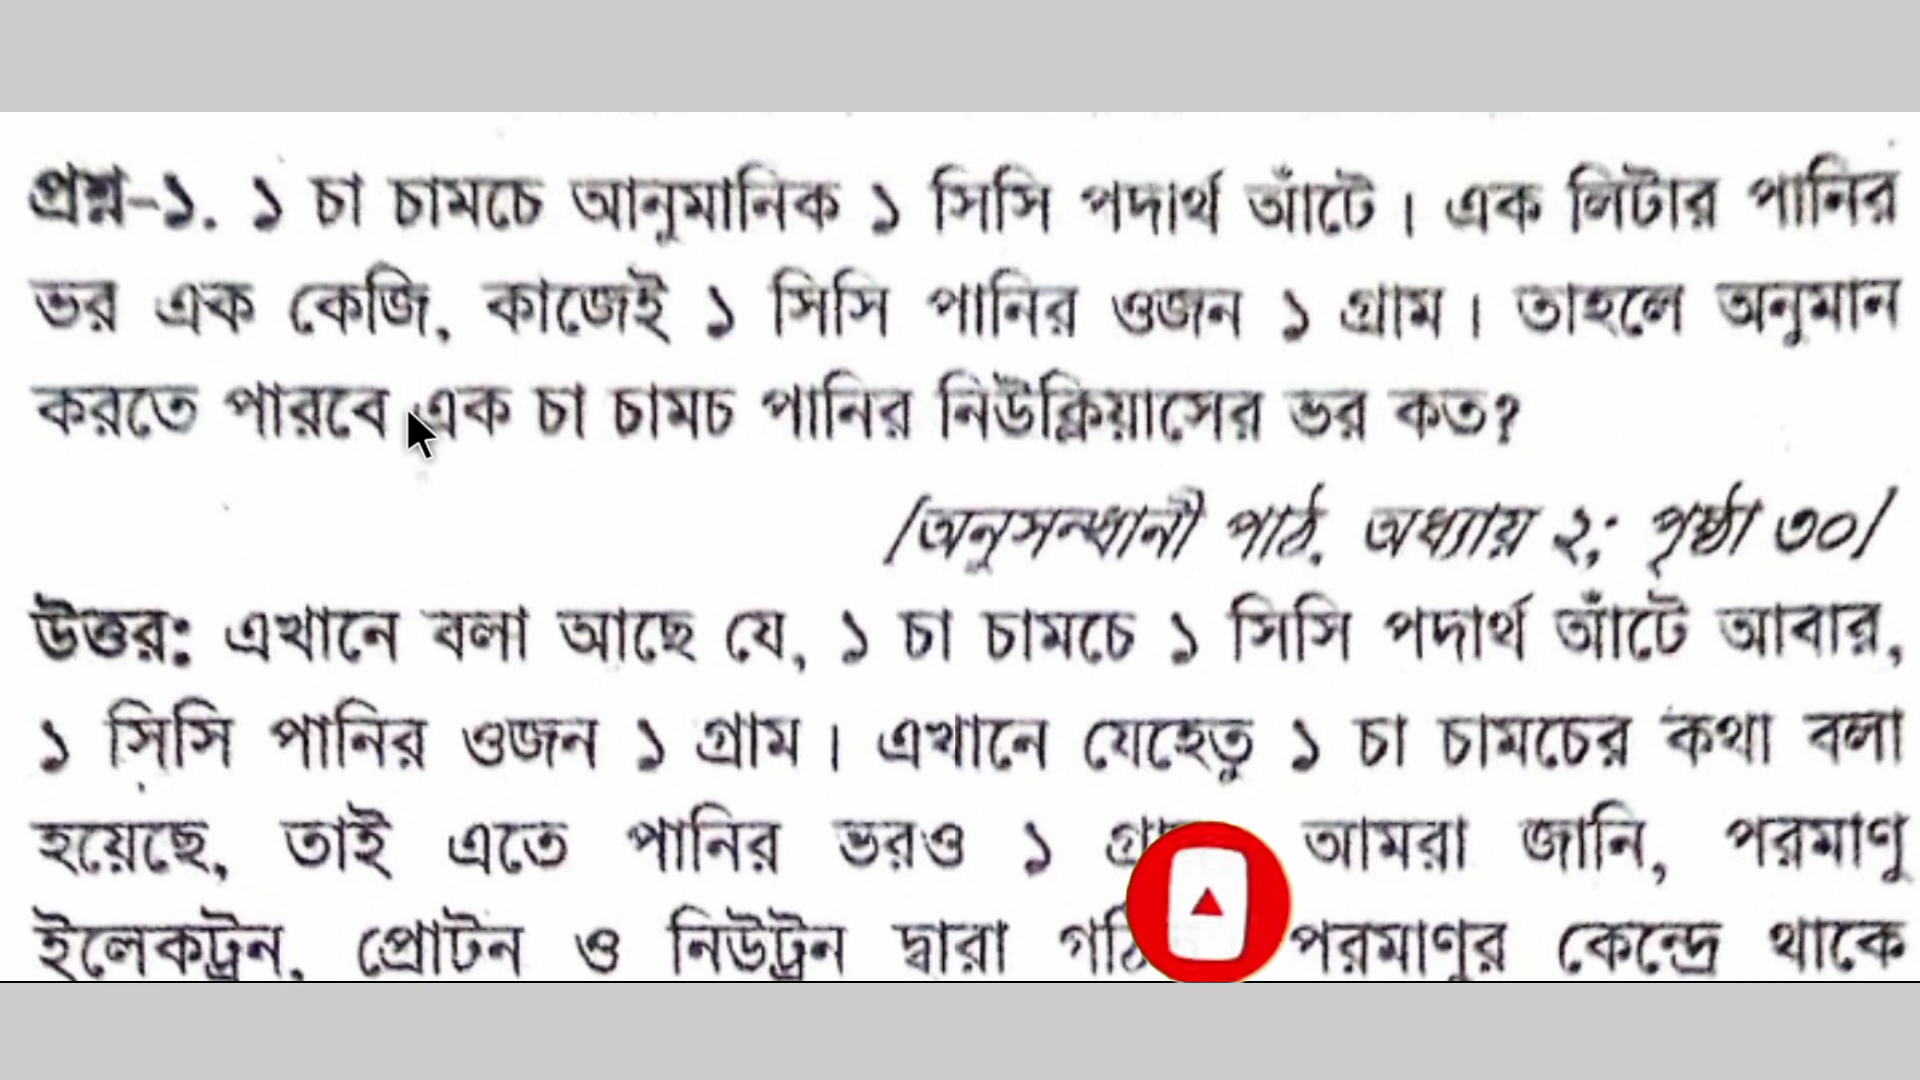 প্রশ্ন-১. ১ চা চামচে আনুমানিক ১ সিসি পদার্থ আঁটে। এক লিটার পানির
ভর এক কেজি, কাজেই ১ সিসি পানির ওজন ১ গ্রাম। তাহলে অনুমান
করতে পারবে এক চা চামচ পানির নিউক্লিয়াসের ভর কত?
[অনুসন্ধানী পাঠ, অধ্যায় ২; পৃষ্ঠা ৩০]
উত্তর: এখানে বলা আছে যে, ১ চা চামচে ১ সিসি পদার্থ আঁটে আবার,
১ সিসি পানির ওজন ১ গ্রাম। এখানে যেহেতু ১ চা চামচের কথা বলা
হয়েছে, তাই এতে পানির ভরও ১ আমরা জানি, পরমাণু
ইলেকট্রন, প্রোটন ও নিউট্রন দ্বারা পরমাণুর কেন্দ্রে থাকে